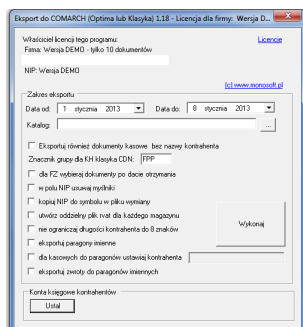 Eksport do COMARCH (Optima lub Klasyka) 1.18 - Licencja dla firmy: Wersja D...
Właściciel licencji tego programu: Licencje
Firma: Wersja DEMO - tylko 10 dokumentów
NIP: Wersja DEMO
(c) www.monosoft.pl
Zakres eksportu
Data od: 1 stycznia 2013 Data do: 8 stycznia 2013
Katalog: ...
Eksportuj również dokumenty kasowe bez nazwy kontrahenta
Znacznik grupy dla KH klasyka CDN: FPP
dla FZ wybieraj dokumenty po dacie otrzymania
w polu NIP usuwaj myślniki
kopiuj NIP do symbolu w pliku wymiany
utwórz oddzielny plik rvat dla każdego magazynu
Wykonaj
nie ograniczaj długości kontrahenta do 8 znaków
eksportuj paragony imienne
dla kasowych do paragonów ustawiaj kontrahenta
eksportuj zwroty do paragonów imiennych
Konta księgowe kontrahentów
Ustal